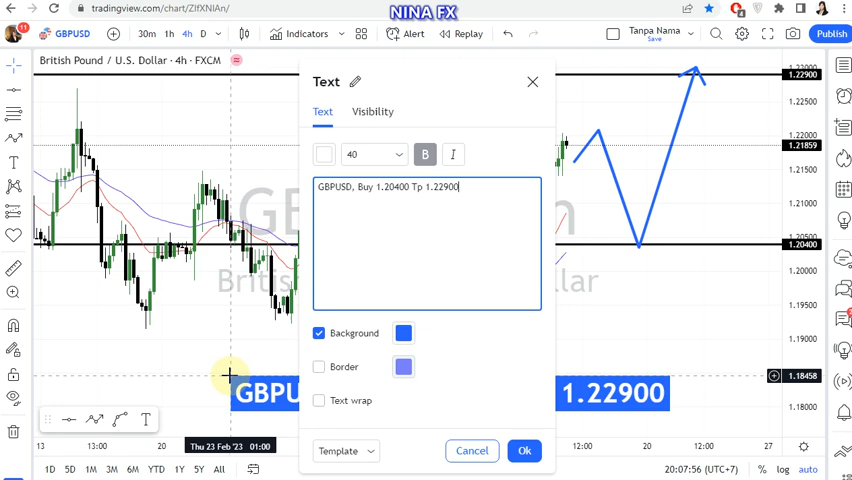 NINA FX
tradingview.com/chart/ZIfXNIAn/
11
GBPUSD
30m 1h 4h D
Indicators
Alert
Replay
Tanpa Nama
Save
Publish
British Pound / U.S. Dollar · 4h · FXCM
Text
Text
Visibility
40
B
I
GBPUSD, Buy 1.20400 Tp 1.22900
Background
Border
Text wrap
Template
Cancel
Ok
1.23000
1.22900
1.22500
1.22000
1.21859
1.21500
1.21000
1.20400
1.20000
1.19500
1.19000
1.18458
1.18000
GBPU
1.22900
13
13:00
20
Thu 23 Feb '23 01:00
12:00
20
12:00
27
1D 5D 1M 3M 6M YTD 1Y 5Y All
20:07:56 (UTC+7)
%
log
auto